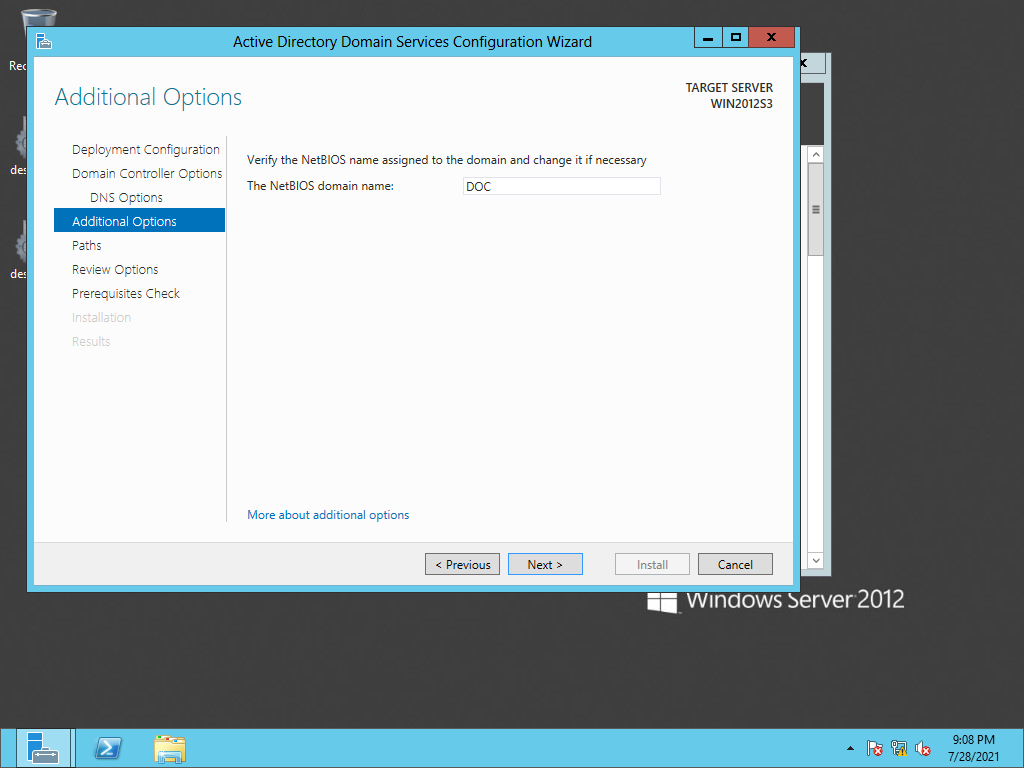 Active Directory Domain Services Configuration Wizard
Additional Options
TARGET SERVER
WIN2012S3
Deployment Configuration
Domain Controller Options
DNS Options
Additional Options
Paths
Review Options
Prerequisites Check
Installation
Results
Verify the NetBIOS name assigned to the domain and change it if necessary
The NetBIOS domain name:
DOC
More about additional options
< Previous
Next >
Install
Cancel
Rec
des
des
Windows Server 2012
9:08 PM
7/28/2021